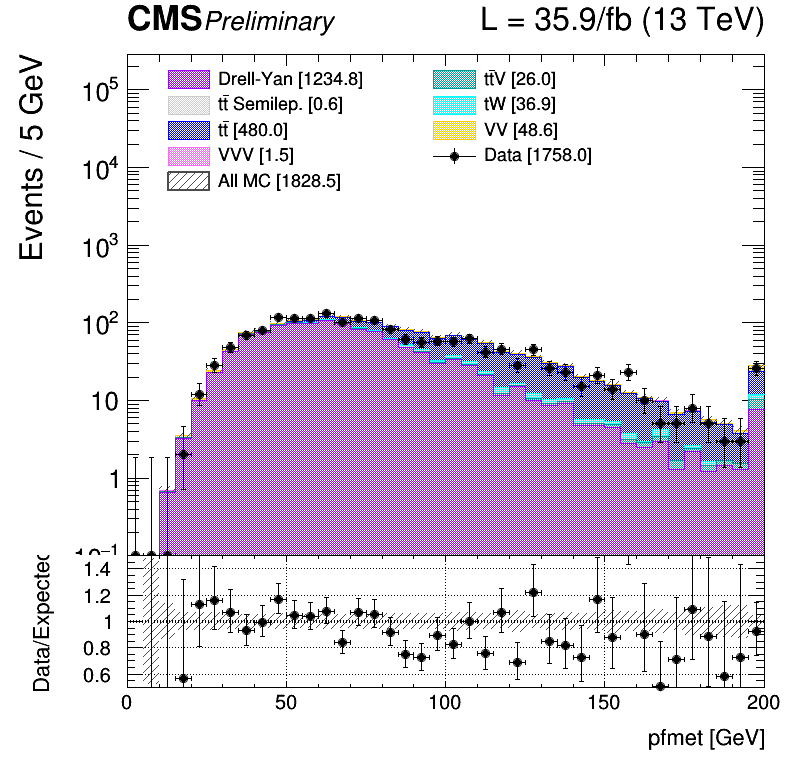 CMS Preliminary L = 35.9/fb (13 TeV)
Events / 5 GeV
10⁵
10⁴
10³
10²
10
1
10⁻¹
Drell-Yan [1234.8]
tt̄ Semilep. [0.6]
tt̄ [480.0]
VVV [1.5]
All MC [1828.5]
tt̄V [26.0]
tW [36.9]
VV [48.6]
Data [1758.0]
Data/Expected
1.4
1.2
1
0.8
0.6
0 50 100 150 200
pfmet [GeV]